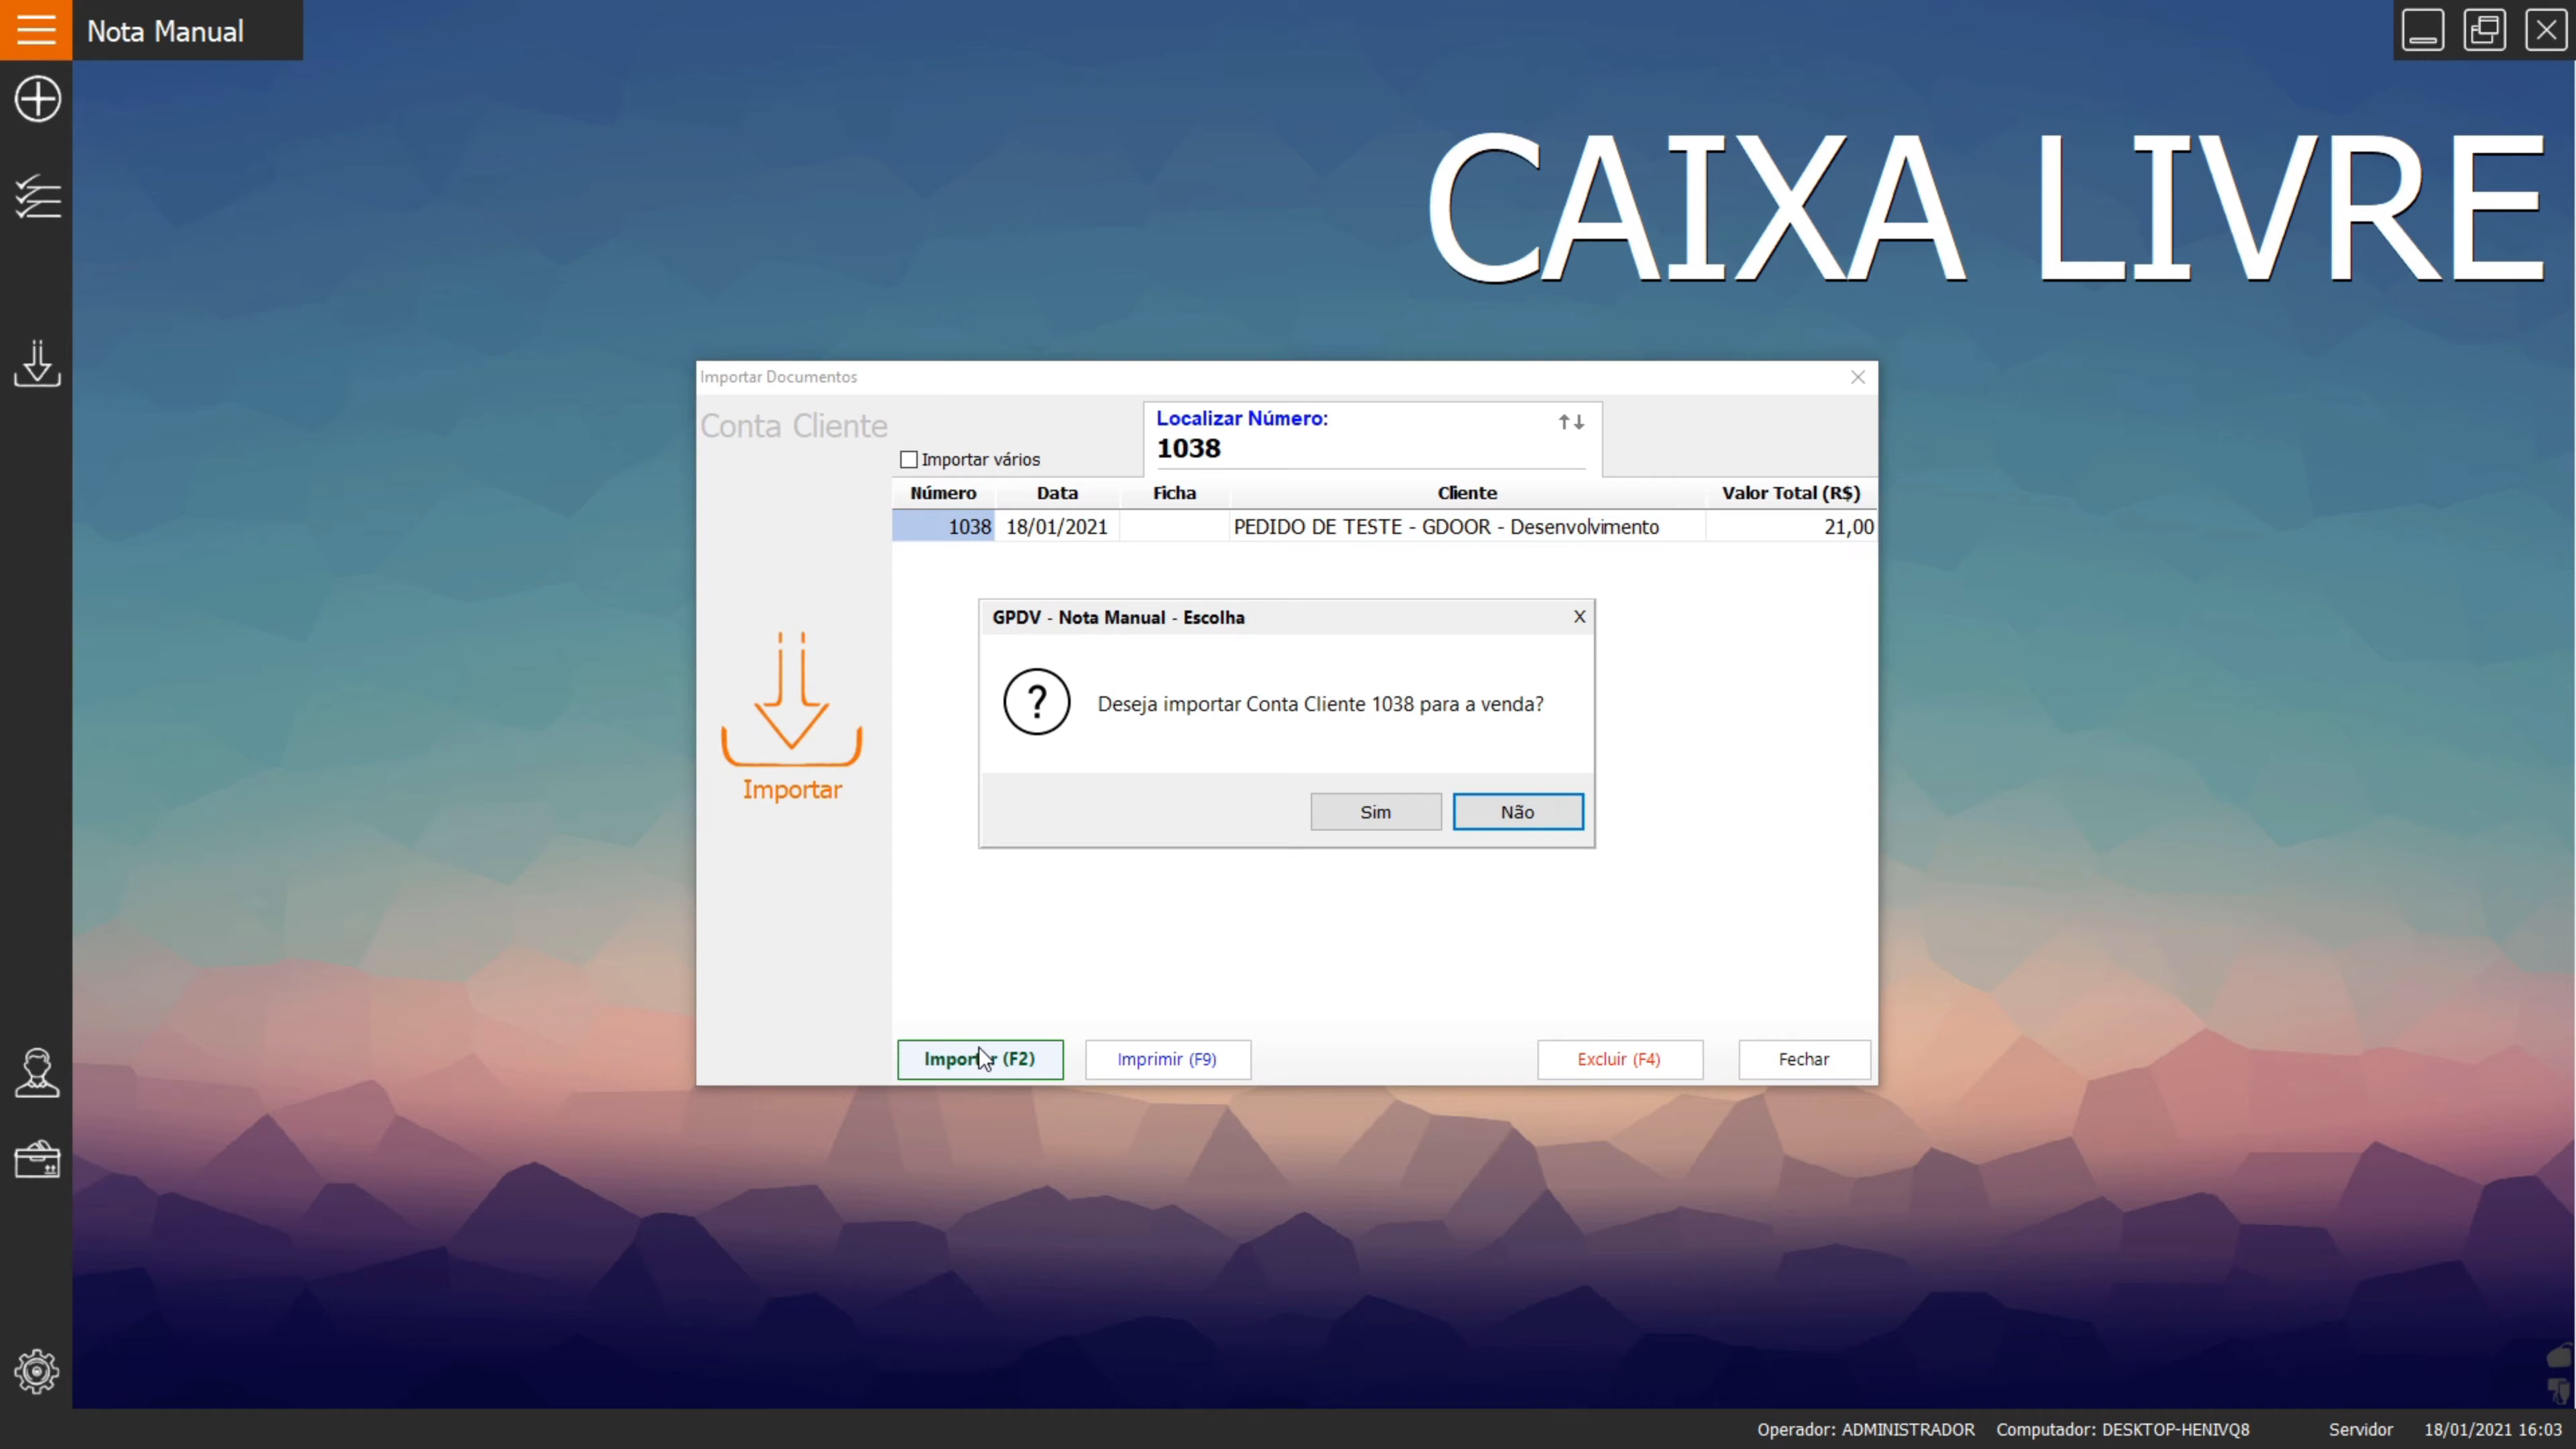 Nota Manual
CAIXA LIVRE
Importar Documentos
Conta Cliente
Importar vários
Localizar Número:
1038
Número Data Ficha Cliente Valor Total (R$)
1038 18/01/2021 PEDIDO DE TESTE - GDOOR - Desenvolvimento 21,00
GPDV - Nota Manual - Escolha X
? Deseja importar Conta Cliente 1038 para a venda?
Sim Não
Importar
Importar (F2) Imprimir (F9) Excluir (F4) Fechar
Operador: ADMINISTRADOR Computador: DESKTOP-HENIVQ8 Servidor 18/01/2021 16:03